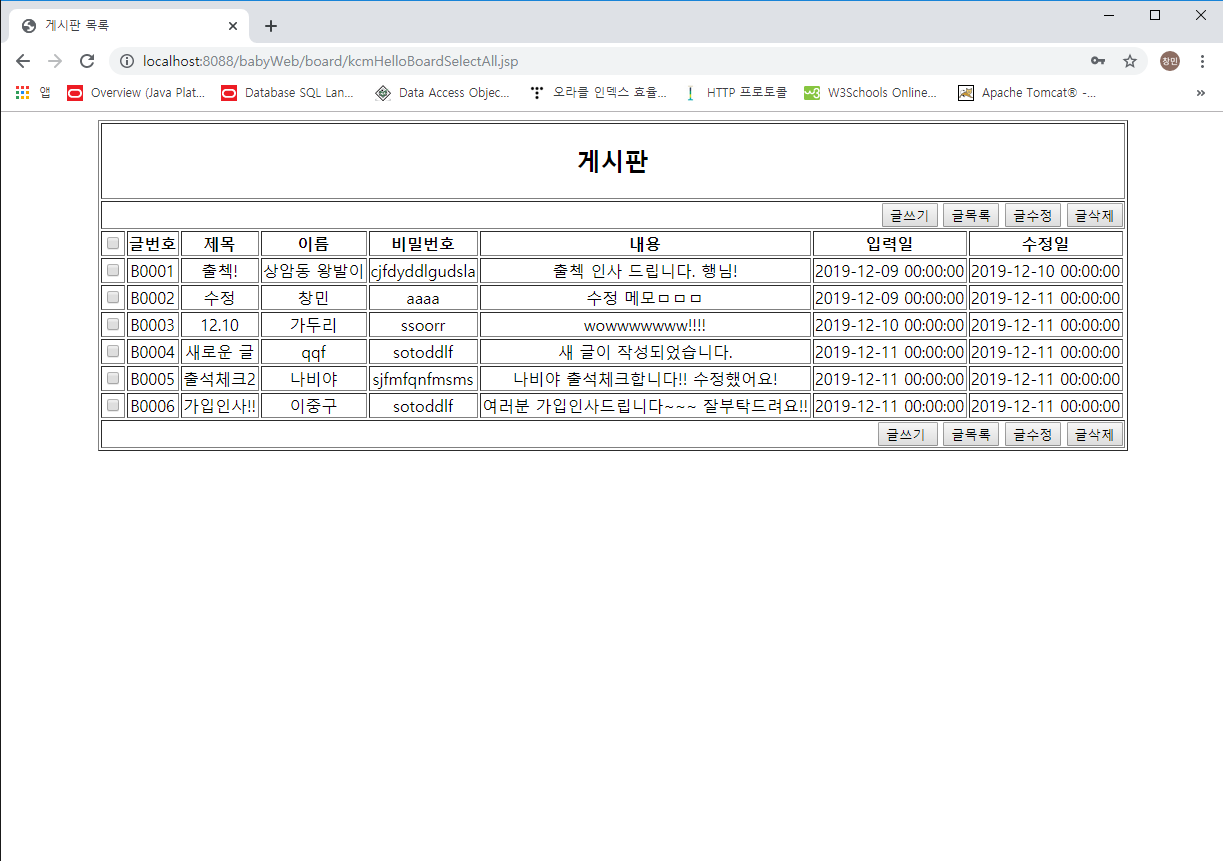 게시판 목록
localhost:8088/babyWeb/board/kcmHelloBoardSelectAll.jsp 창민
앱 Overview (Java Plat... Database SQL Lan... Data Access Objec... 오라클 인덱스 효율... HTTP 프로토콜 W3Schools Online... Apache Tomcat® -... »
게시판
글쓰기 글목록 글수정 글삭제
글번호 제목 이름 비밀번호 내용 입력일 수정일
B0001 출첵! 상암동 왕발이 cjfdyddlgudsla 출첵 인사 드립니다. 행님! 2019-12-09 00:00:00 2019-12-10 00:00:00
B0002 수정 창민 aaaa 수정 메모ㅁㅁㅁ 2019-12-09 00:00:00 2019-12-11 00:00:00
B0003 12.10 가두리 ssoorr wowwwwwww!!!! 2019-12-10 00:00:00 2019-12-11 00:00:00
B0004 새로운 글 qqf sotoddlf 새 글이 작성되었습니다. 2019-12-11 00:00:00 2019-12-11 00:00:00
B0005 출석체크2 나비야 sjfmfqnfmsms 나비야 출석체크합니다!! 수정했어요! 2019-12-11 00:00:00 2019-12-11 00:00:00
B0006 가입인사!! 이중구 sotoddlf 여러분 가입인사드립니다~~~ 잘부탁드려요!! 2019-12-11 00:00:00 2019-12-11 00:00:00
글쓰기 글목록 글수정 글삭제